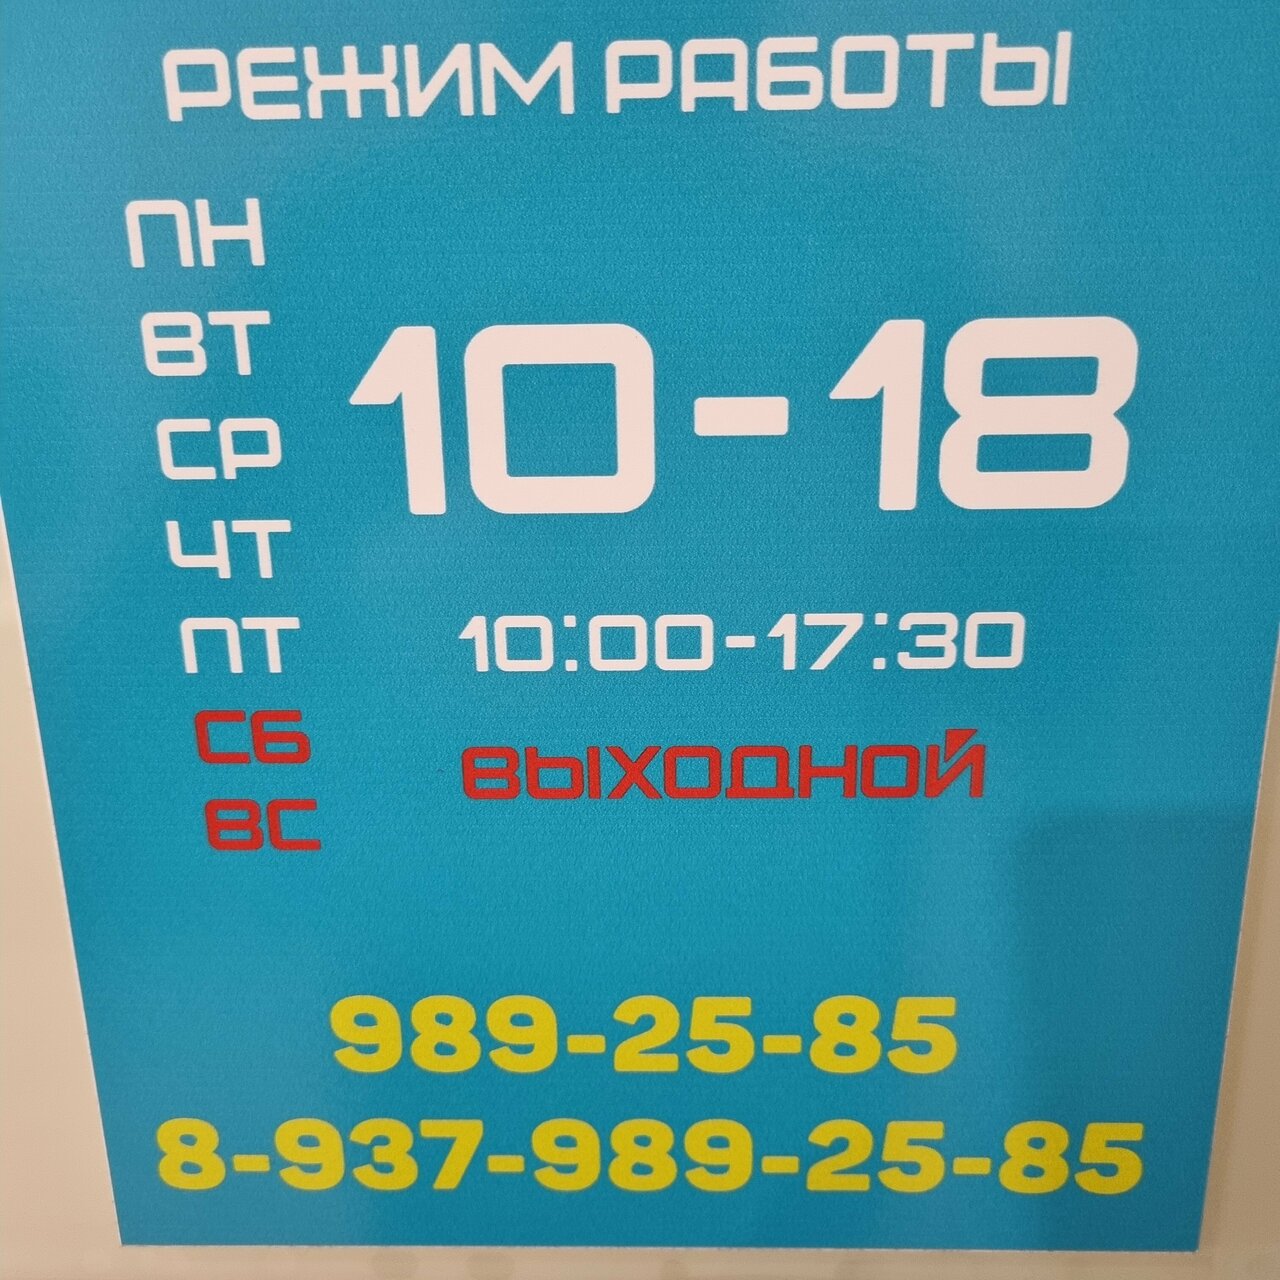 РЕЖИМ РАБОТЫ
ПН
ВТ
10-18
СР
ЧТ
ПТ 10:00-17:30
СБ
ВЫХОДНОЙ
ВС
989-25-85
8-937-989-25-85